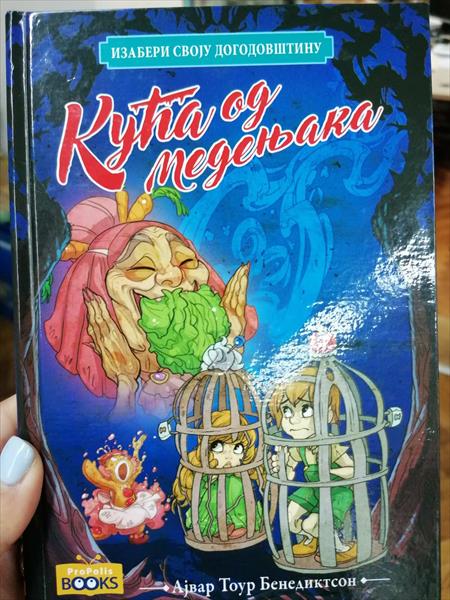 ИЗАБЕРИ СВОЈУ ДОГОДОВШТИНУ
Кућа од
медењака
ProPolis
BOOKS
Ајвар Тоур Бенедиктсон